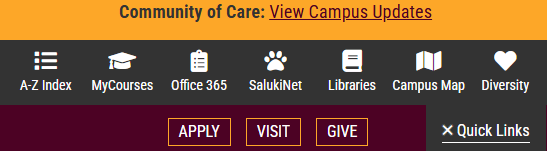 Community of Care: View Campus Updates
A-Z Index MyCourses Office 365 SalukiNet Libraries Campus Map Diversity
APPLY VISIT GIVE Quick Links